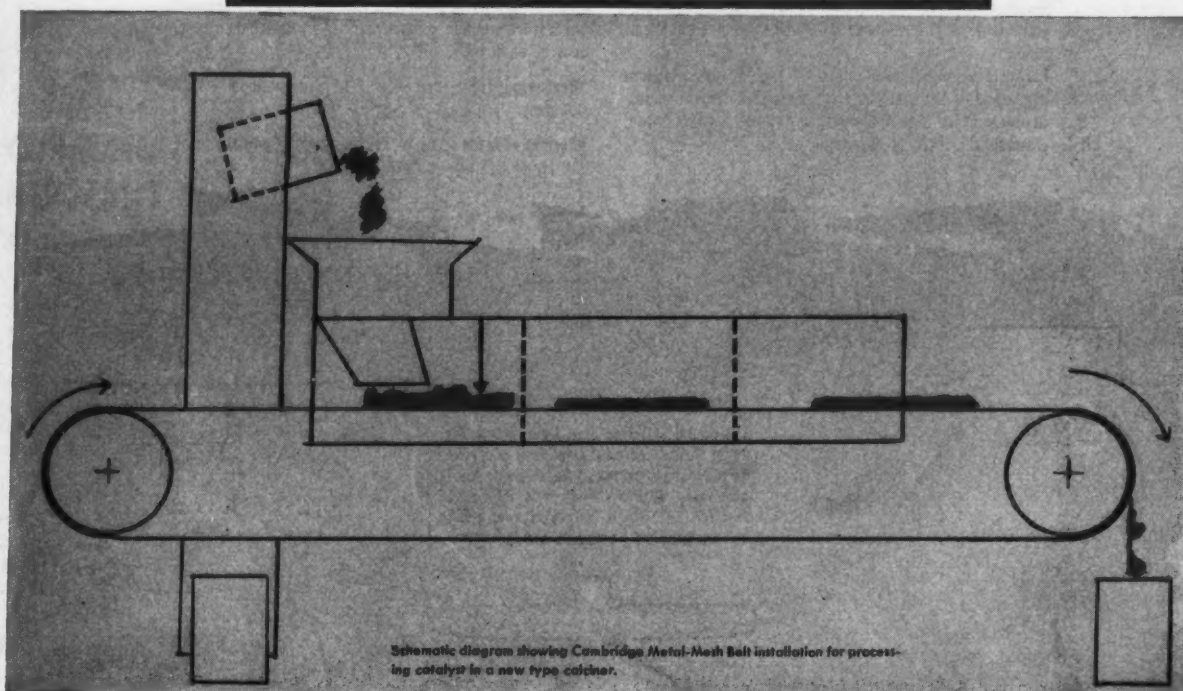 Schematic diagram showing Cambridge Metal-Mesh Belt installation for process-
ing catalyst in a new type calciner.